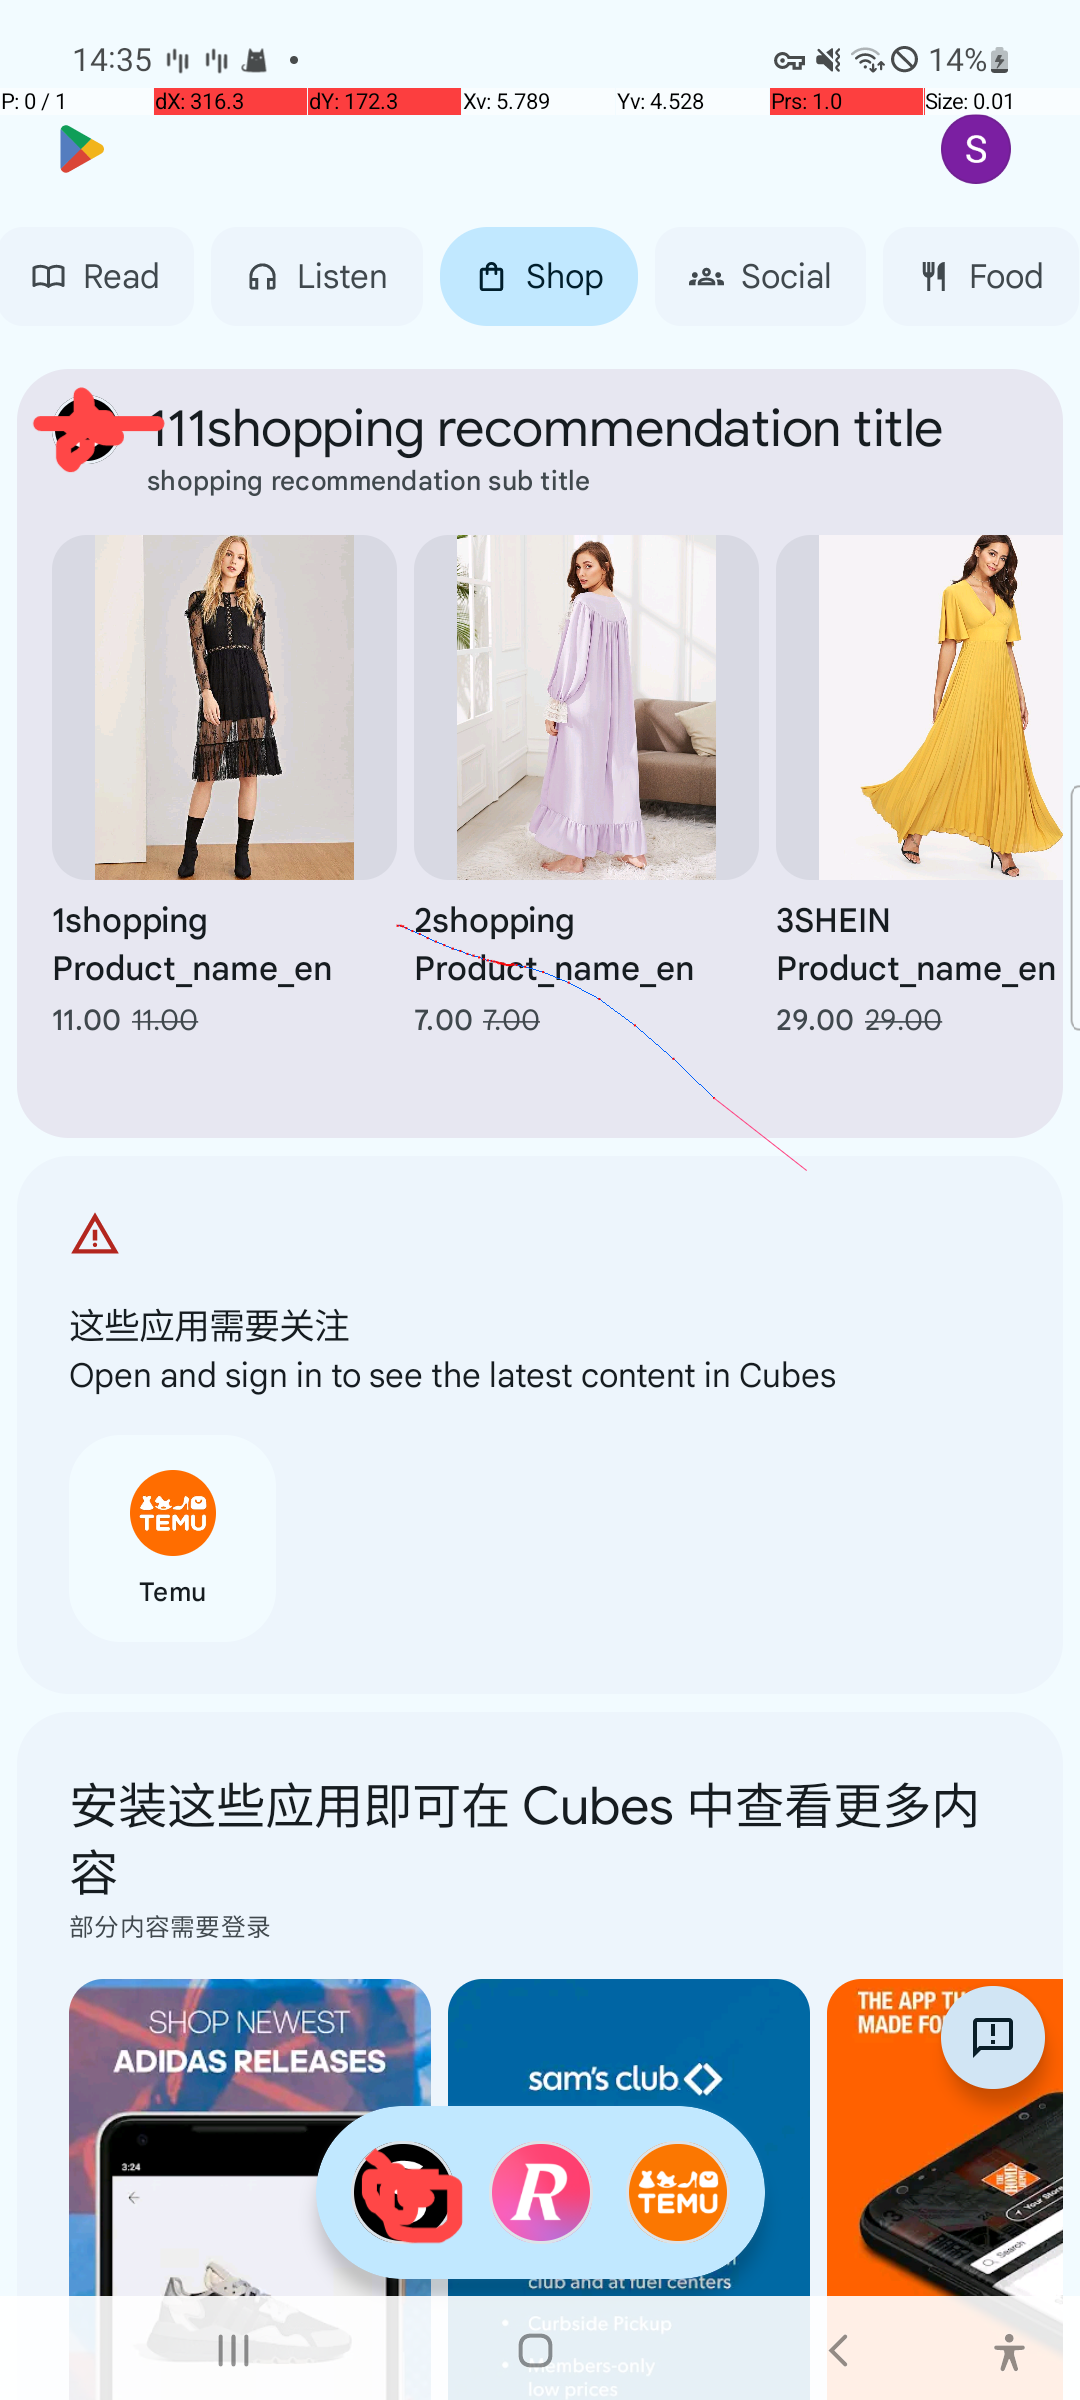 14:35
14%
P: 0 / 1 dX: 316.3 dY: 172.3 Xv: 5.789 Yv: 4.528 Prs: 1.0 Size: 0.01
S
Read Listen Shop Social Food
111shopping recommendation title
shopping recommendation sub title
1shopping
Product_name_en
11.00 11.00
2shopping
Product_name_en
7.00 7.00
3SHEIN
Product_name_en
29.00 29.00
这些应用需要关注
Open and sign in to see the latest content in Cubes
TEMU
Temu
安装这些应用即可在 Cubes 中查看更多内
容
部分内容需要登录
SHOP NEWEST
ADIDAS RELEASES
3:24
sam's club
club and at fuel centers
• Curbside Pickup
• Members-only
low prices
THE APP
MADE
THE HOME DEPOT
Your Store
Search
R
TEMU